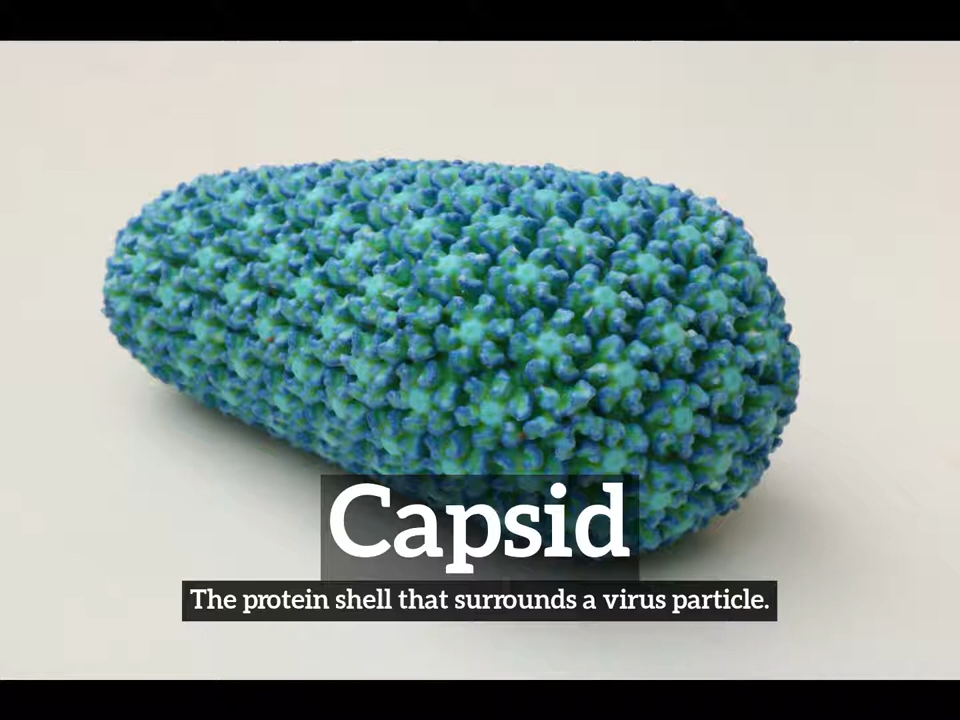 Capsid
The protein shell that surrounds a virus particle.